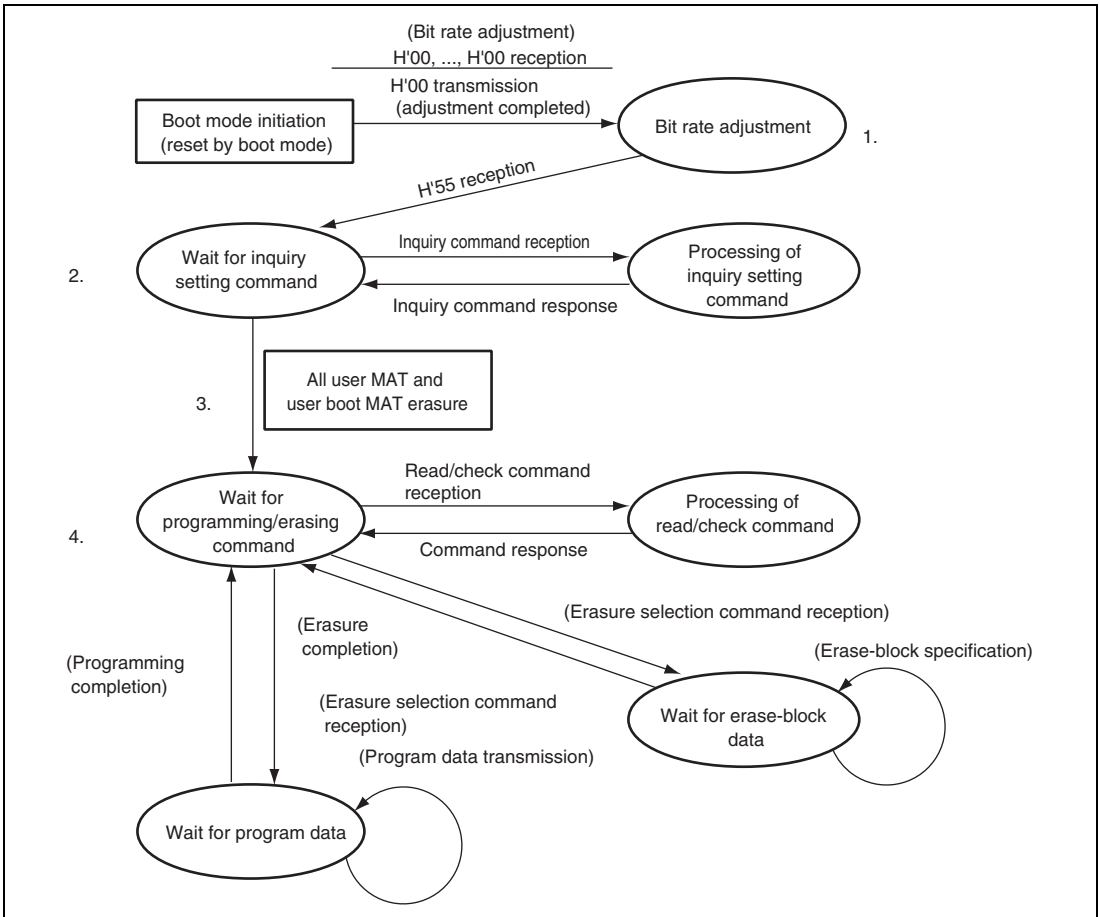 (Bit rate adjustment)
H'00, ..., H'00 reception
H'00 transmission
(adjustment completed)
Boot mode initiation
(reset by boot mode)
Bit rate adjustment
1.
H'55 reception
2.
Wait for inquiry
setting command
Inquiry command reception
Inquiry command response
Processing of
inquiry setting
command
3.
All user MAT and
user boot MAT erasure
4.
Wait for
programming/erasing
command
Read/check command
reception
Command response
Processing of
read/check command
(Erasure selection command reception)
(Erasure
completion)
(Programming
completion)
(Erase-block specification)
(Erasure selection command
reception)
Wait for erase-block
data
(Program data transmission)
Wait for program data